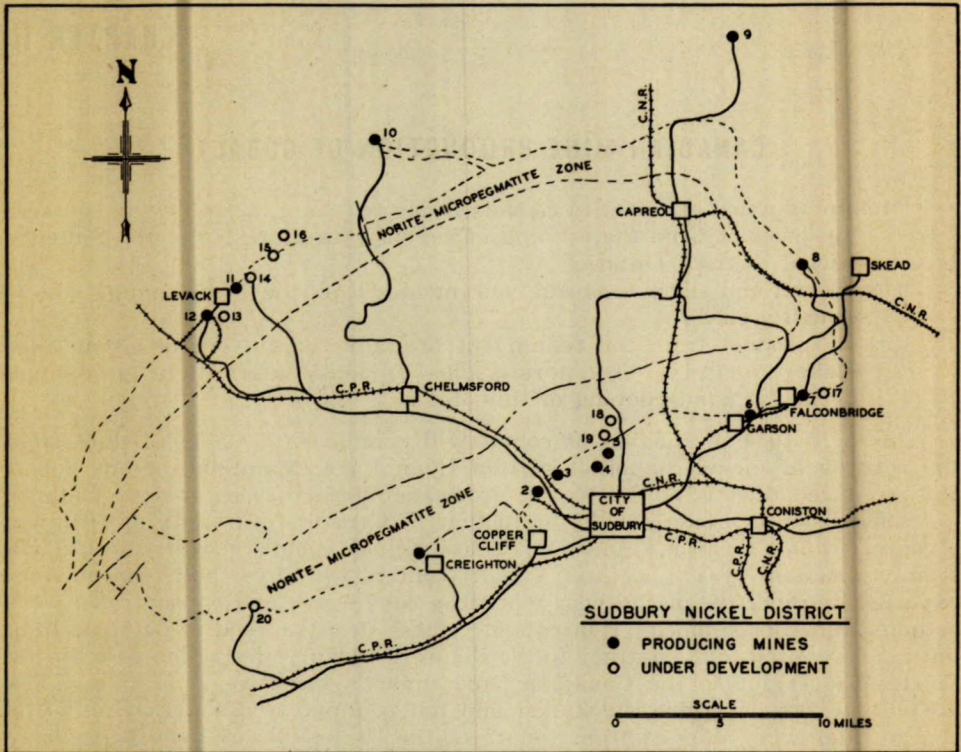 N
9
10
C.N.R.
NORITE-MICROPEGMATITE ZONE
CAPREOL
16
15
14
11
8
SKEAD
LEVACK
12
13
C.N.R.
C.P.R.
CHELMSFORD
17
7
6
FALCONBRIDGE
18
GARSON
19
5
4
3
2
C.N.R.
CITY
OF
SUDBURY
CONISTON
NORITE-MICROPEGMATITE ZONE
COPPER
CLIFF
C.P.R.
CREIGHTON
C.P.R.
C.N.R.
20
C.P.R.
SUDBURY NICKEL DISTRICT
PRODUCING MINES
UNDER DEVELOPMENT
SCALE
0 5 10 MILES